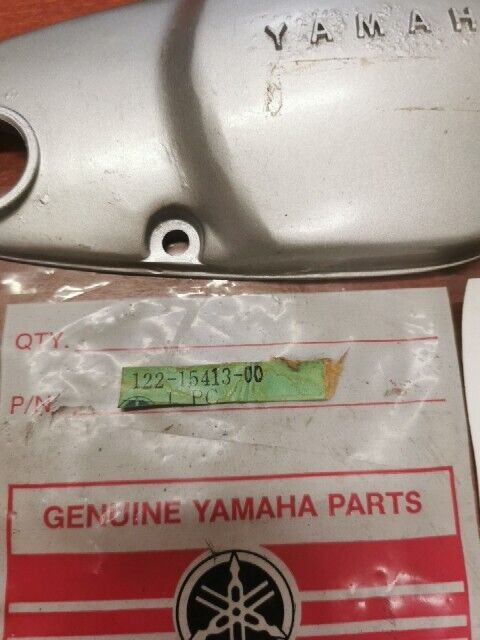 YAMAH
QTY.
122-15413-00
P/N
1 PC
GENUINE YAMAHA PARTS